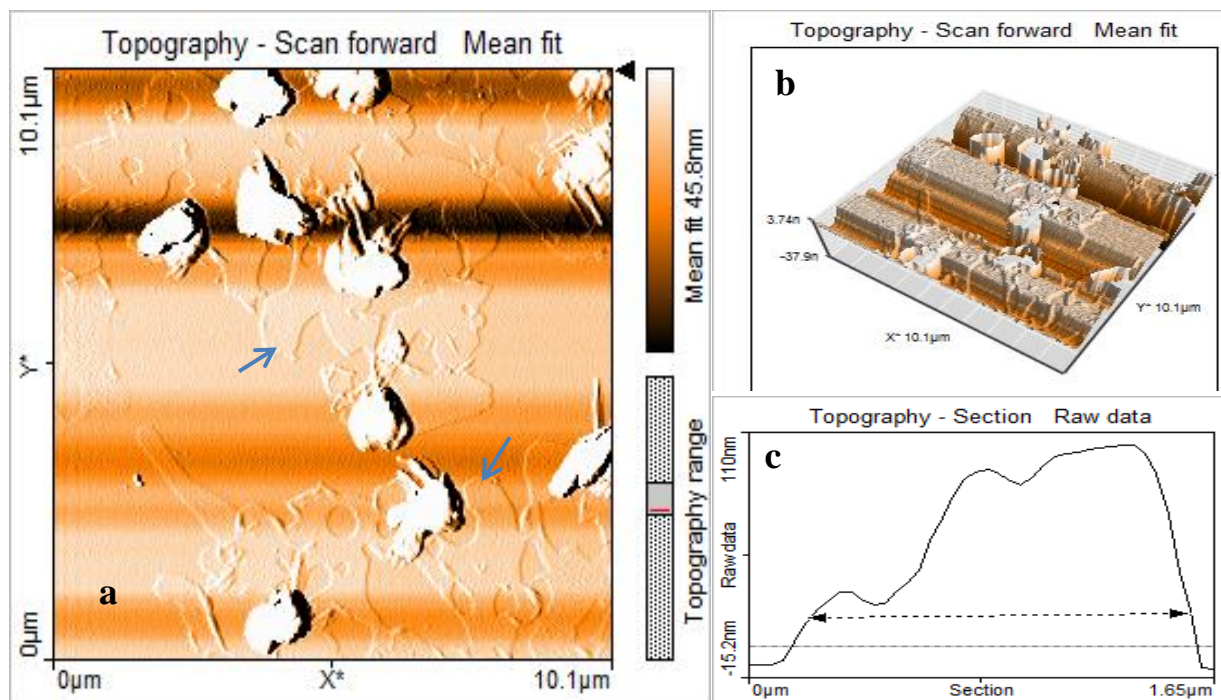 Topography - Scan forward Mean fit
10.1µm
Y*
0µm
a
0µm
X*
10.1µm
Mean fit 45.8nm
Topography range
Topography - Scan forward Mean fit
b
3.74n
-37.9n
X* 10.1µm
Y* 10.1µm
Topography - Section Raw data
c
110nm
Raw data
-15.2nm
0µm
Section
1.65µm